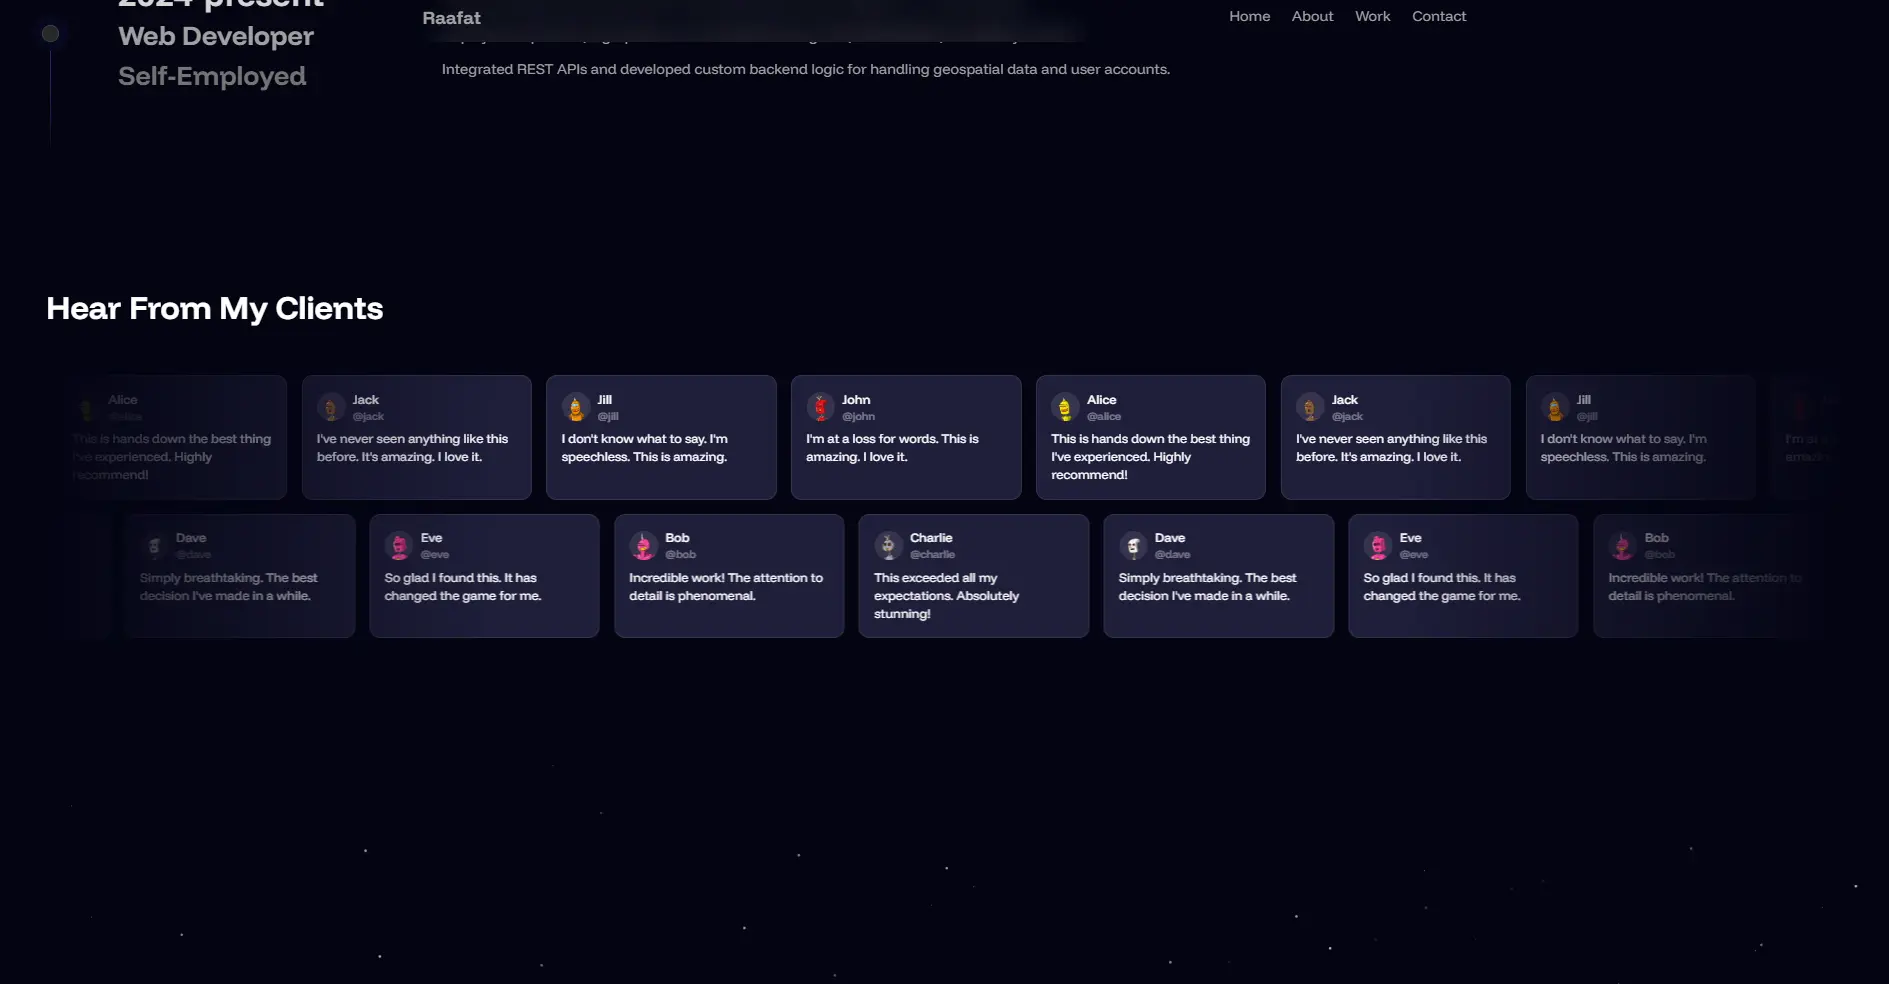 2024-present
Raafat
Home About Work Contact
Web Developer
Self-Employed
Integrated REST APIs and developed custom backend logic for handling geospatial data and user accounts.
Hear From My Clients
Alice
@alice
This is hands down the best thing
I've experienced. Highly
recommend!
Jack
@jack
I've never seen anything like this
before. It's amazing. I love it.
Jill
@jill
I don't know what to say. I'm
speechless. This is amazing.
John
@john
I'm at a loss for words. This is
amazing. I love it.
Alice
@alice
This is hands down the best thing
I've experienced. Highly
recommend!
Jack
@jack
I've never seen anything like this
before. It's amazing. I love it.
Jill
@jill
I don't know what to say. I'm
speechless. This is amazing.
I'm at
Dave
@dave
Simply breathtaking. The best
decision I've made in a while.
Eve
@eve
So glad I found this. It has
changed the game for me.
Bob
@bob
Incredible work! The attention to
detail is phenomenal.
Charlie
@charlie
This exceeded all my
expectations. Absolutely
stunning!
Dave
@dave
Simply breathtaking. The best
decision I've made in a while.
Eve
@eve
So glad I found this. It has
changed the game for me.
Bob
@bob
Incredible work! The attention to
detail is phenomenal.